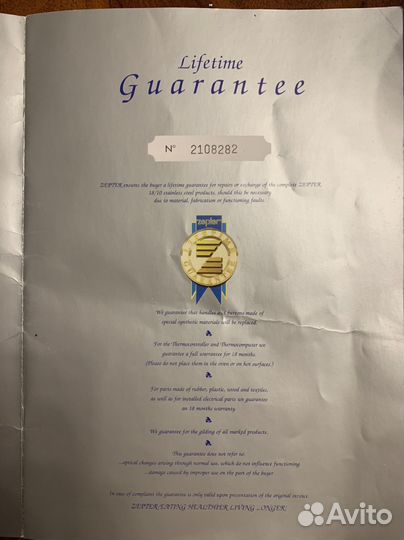 Lifetime
Guarantee
N° 2108282
ZEPTER ensures the buyer a lifetime guarantee for repairs or exchange of the complete ZEPTER
18/10 stainless steel products, should this be necessary
due to material, fabrication or functioning faults.
zepter
LIFETIME
GUARANTEE
We guarantee that handles and buttons made of
special synthetic materials will be replaced.
For the Thermocontroller and Thermocomputer we
guarantee a full warrantee for 18 months.
(Please do not place them in the oven or on hot surfaces.)
For parts made of rubber, plastic, wood and textiles,
as well as for installed electrical parts we guarantee
an 18 months warranty.
We guarantee for the gilding of all marked products.
This guarantee does not refer to:
...optical changes arising through normal use, which do not influence functioning
...damage caused by improper use on the part of the buyer
In case of complaint the guarantee is only valid upon presentation of the original invoice
ZEPTER/EATING HEALTHIER LIVING ...ONGER!
Avito